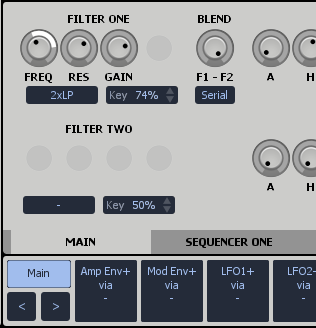 FILTER ONE
BLEND
FREQ RES GAIN F1 - F2 A H
2xLP Key 74% Serial
FILTER TWO
A H
- Key 50%
MAIN SEQUENCER ONE
Main Amp Env+ Mod Env+ LFO1+ LFO2-
via via via via
< > - - - -